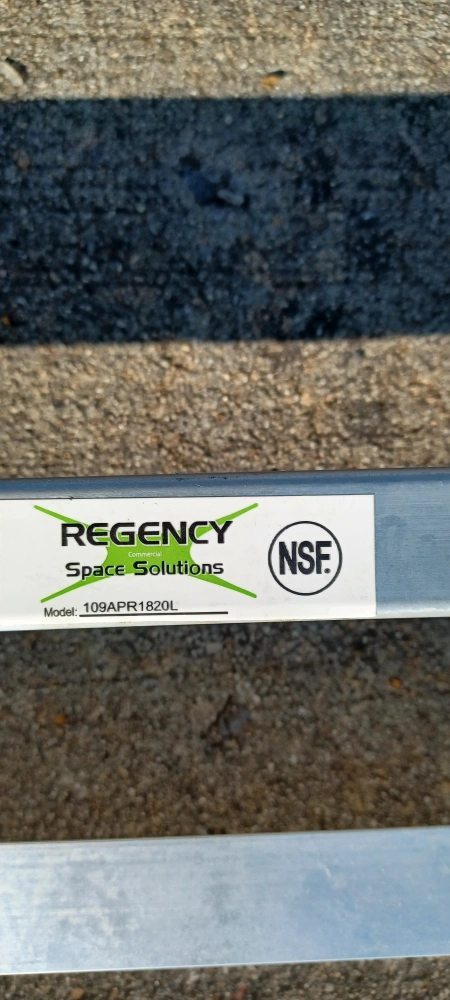 REGENCY
Commercial
Space Solutions
Model: 109APR1820L
NSF.